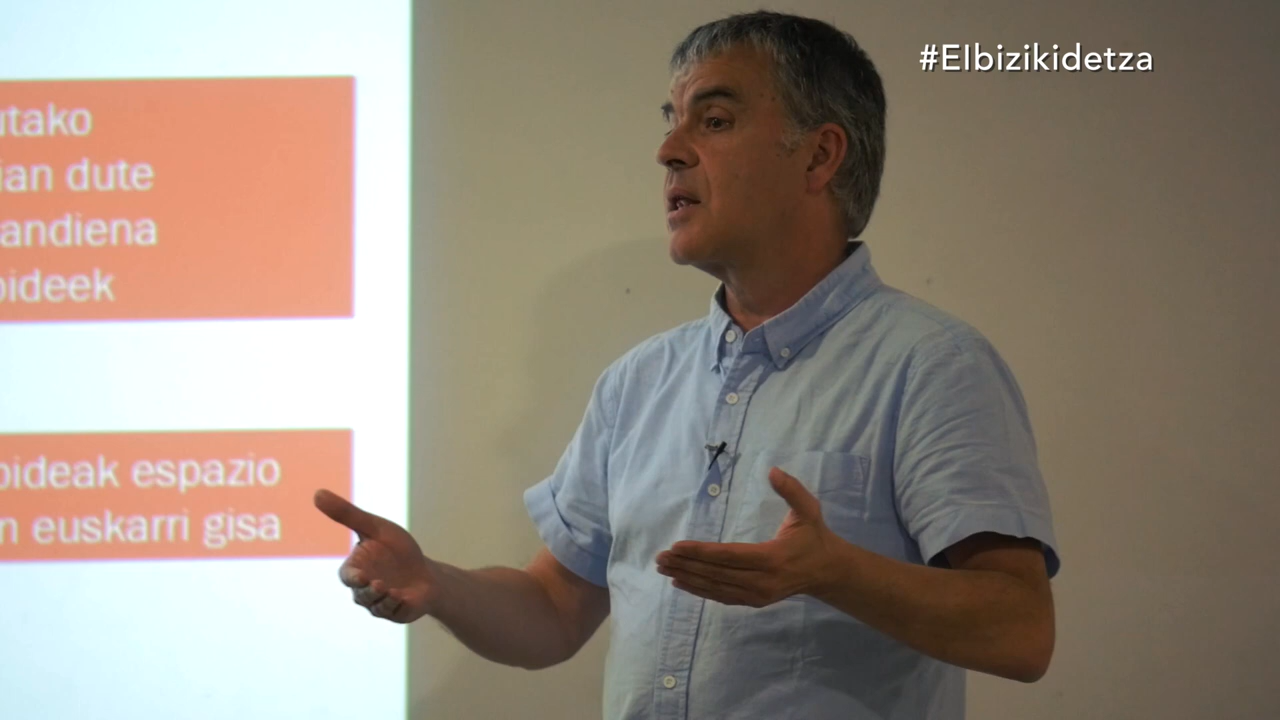 #EIbizikidetza
utako
ian dute
andiena
bideek
bideak espazio
n euskarri gisa